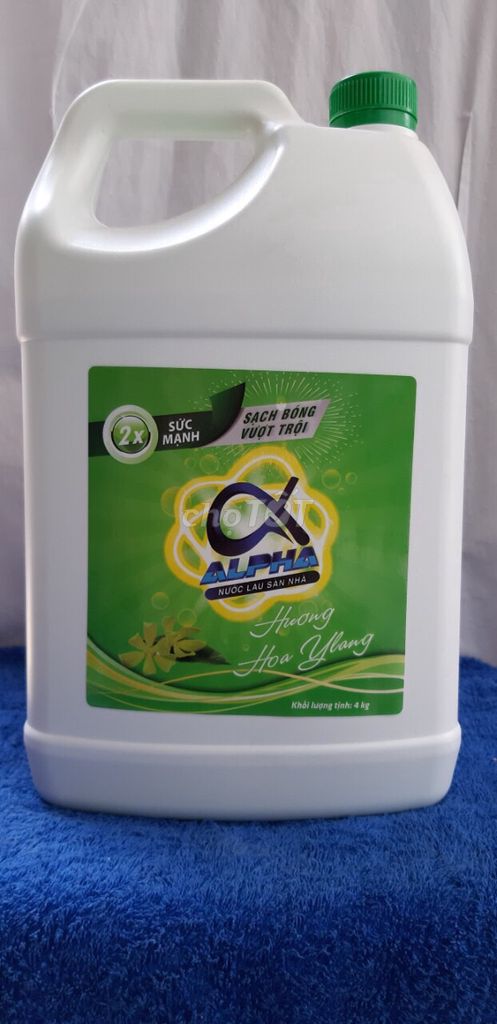 2x
SỨC
MẠNH
SẠCH BÓNG
VƯỢT TRỘI
chợTỐT
ALPHA
NƯỚC LAU SÀN NHÀ
Hương
Hoa Ylang
Khối lượng tịnh: 4 kg